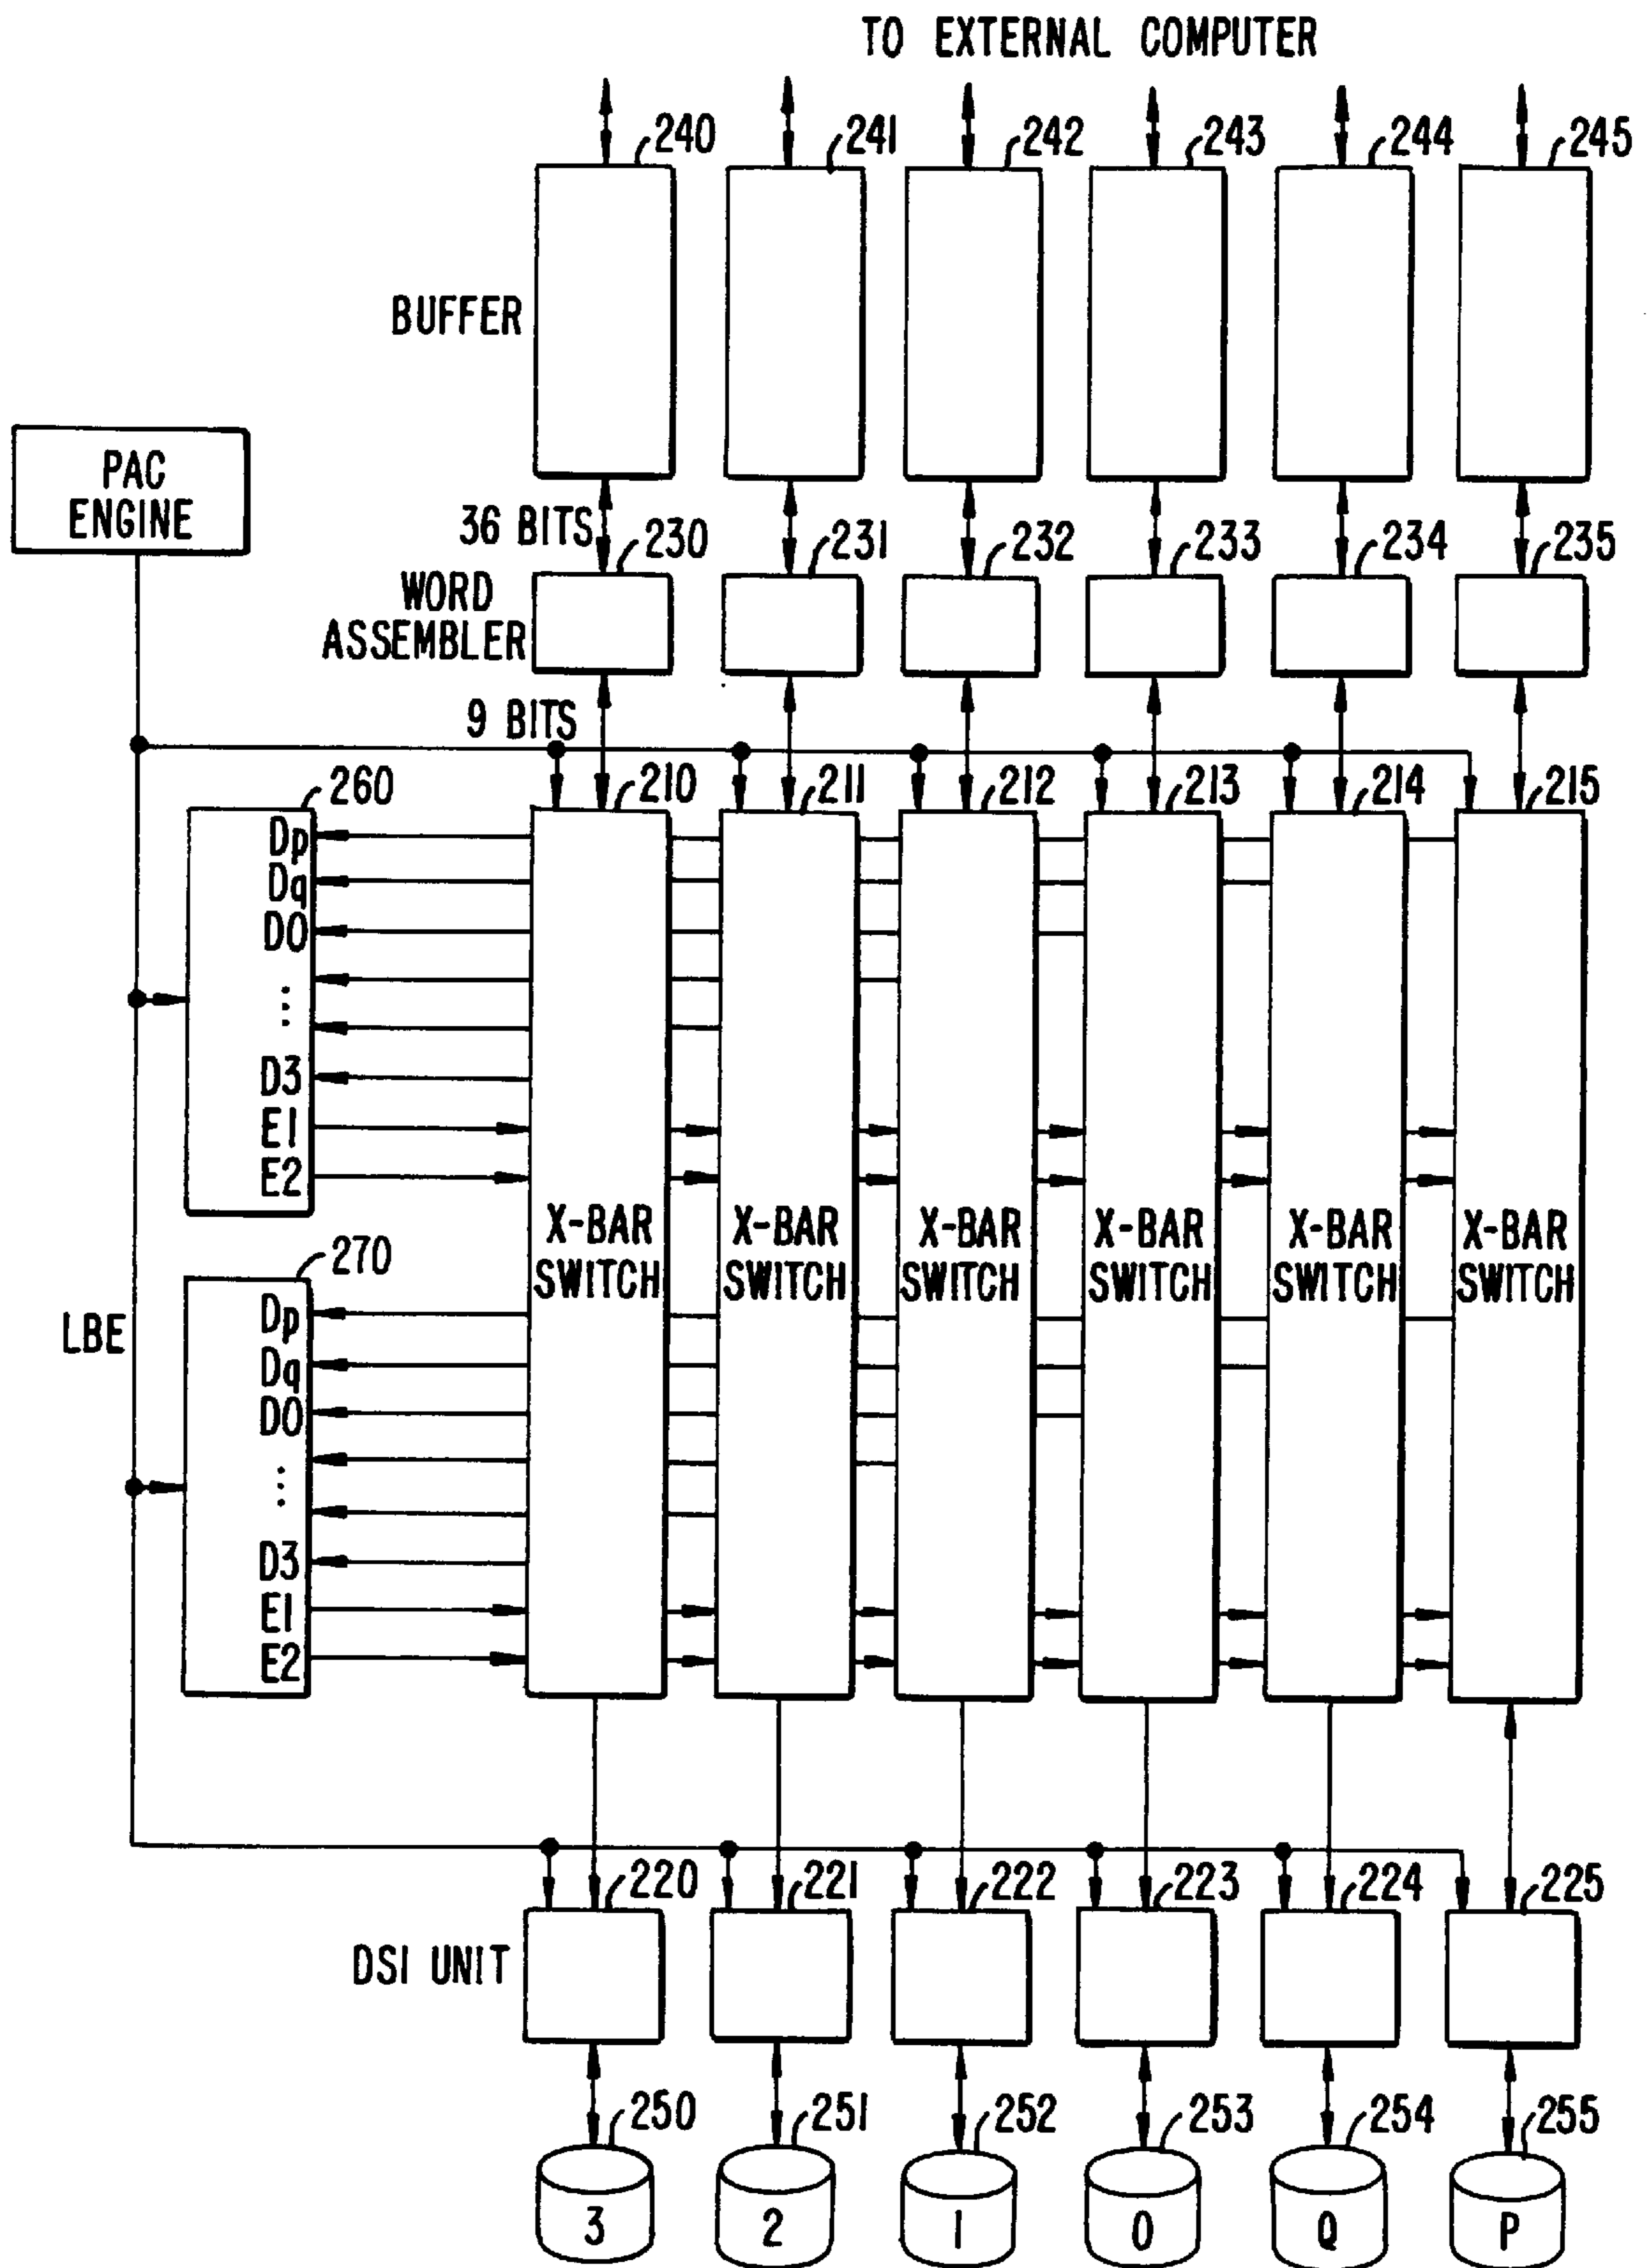 TO EXTERNAL COMPUTER
240 241 242 243 244 245
BUFFER
PAC
ENGINE
36 BITS
230 231 232 233 234 235
WORD
ASSEMBLER
9 BITS
260 210 211 212 213 214 215
Dp
Dq
D0
...
D3
E1
E2
X-BAR X-BAR X-BAR X-BAR X-BAR X-BAR
SWITCH SWITCH SWITCH SWITCH SWITCH SWITCH
270
LBE
Dp
Dq
D0
...
D3
E1
E2
220 221 222 223 224 225
DSI UNIT
250 251 252 253 254 255
3 2 1 0 Q P